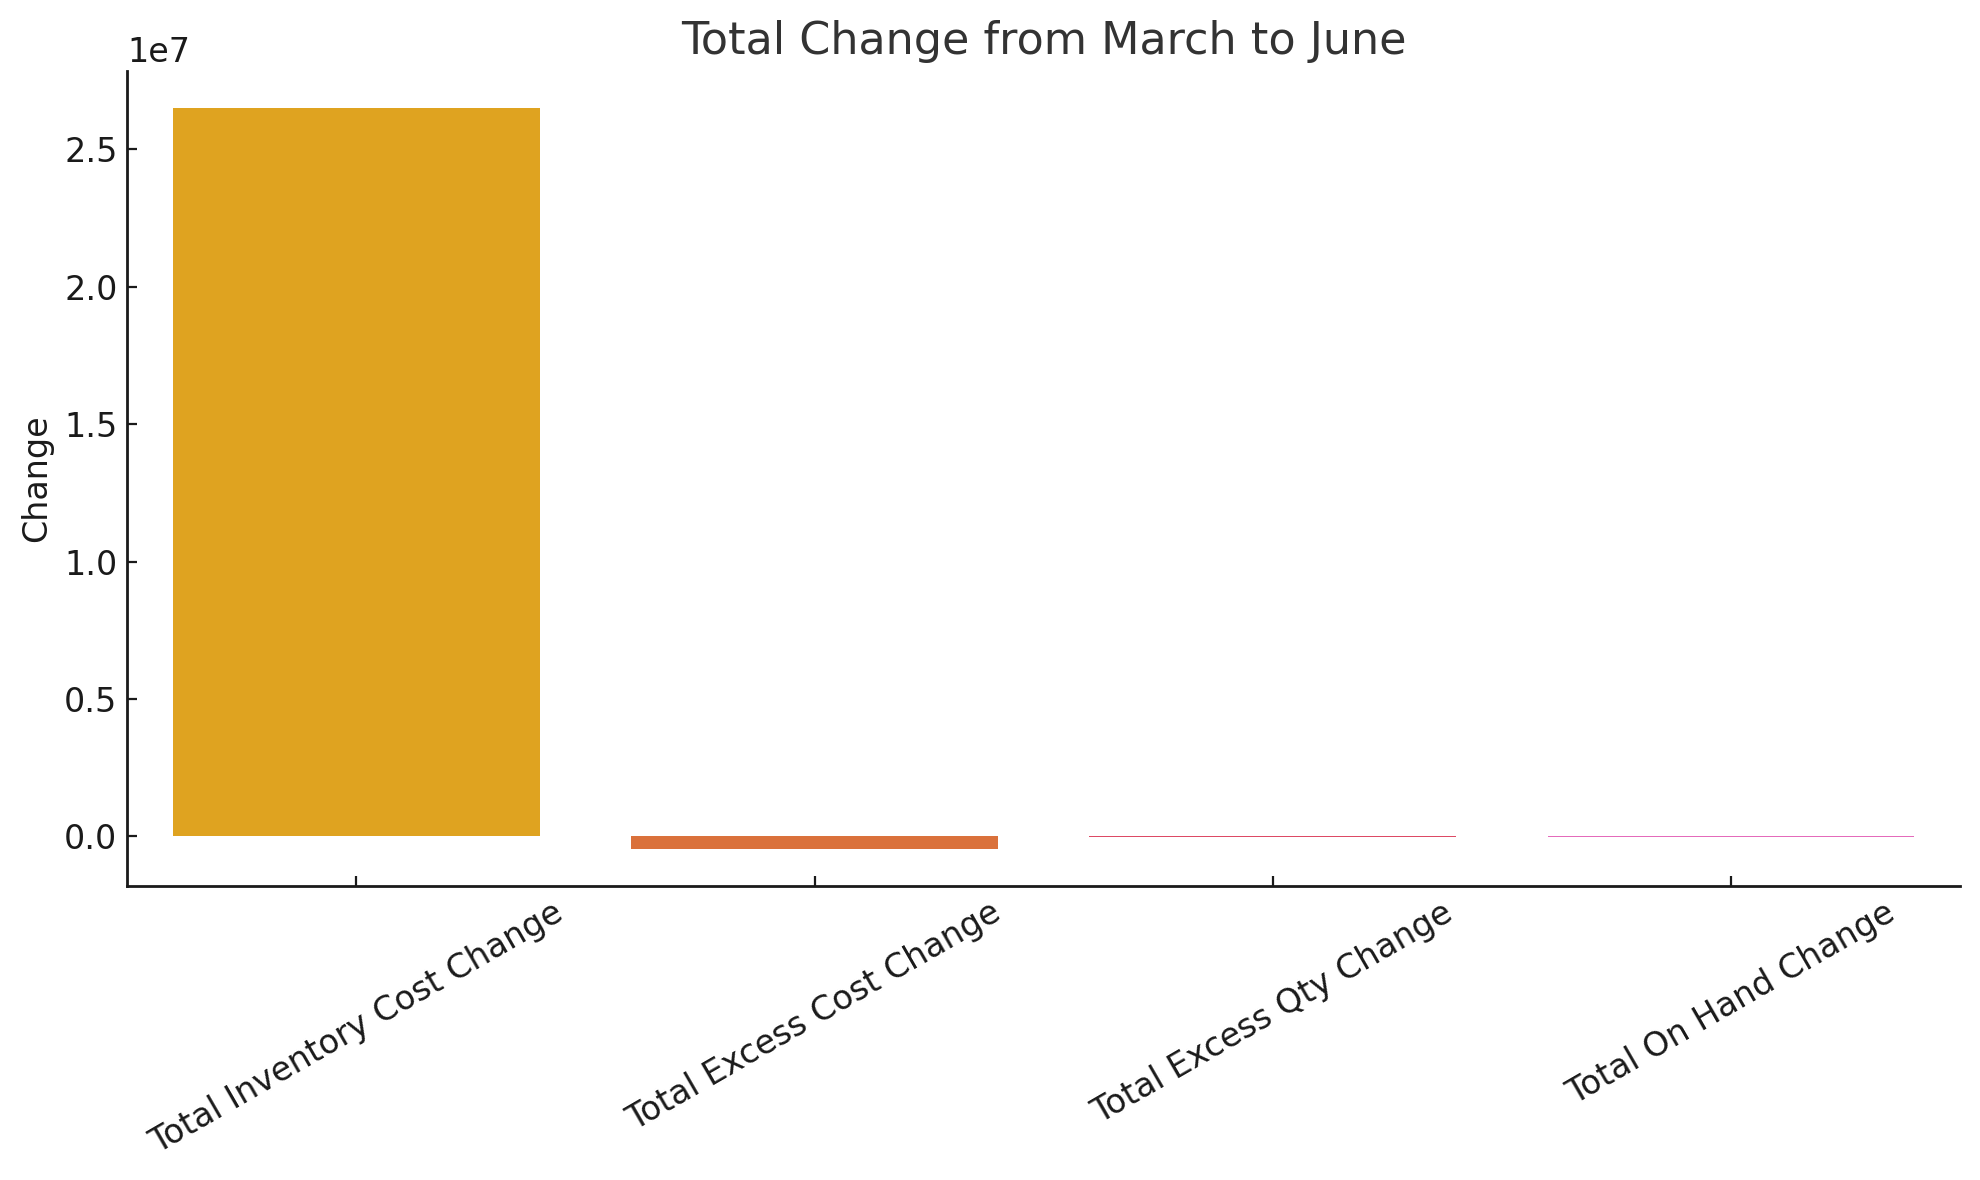 Total Change from March to June
1e7
2.5
2.0
1.5
1.0
0.5
0.0
Change
Total Inventory Cost Change
Total Excess Cost Change
Total Excess Qty Change
Total On Hand Change